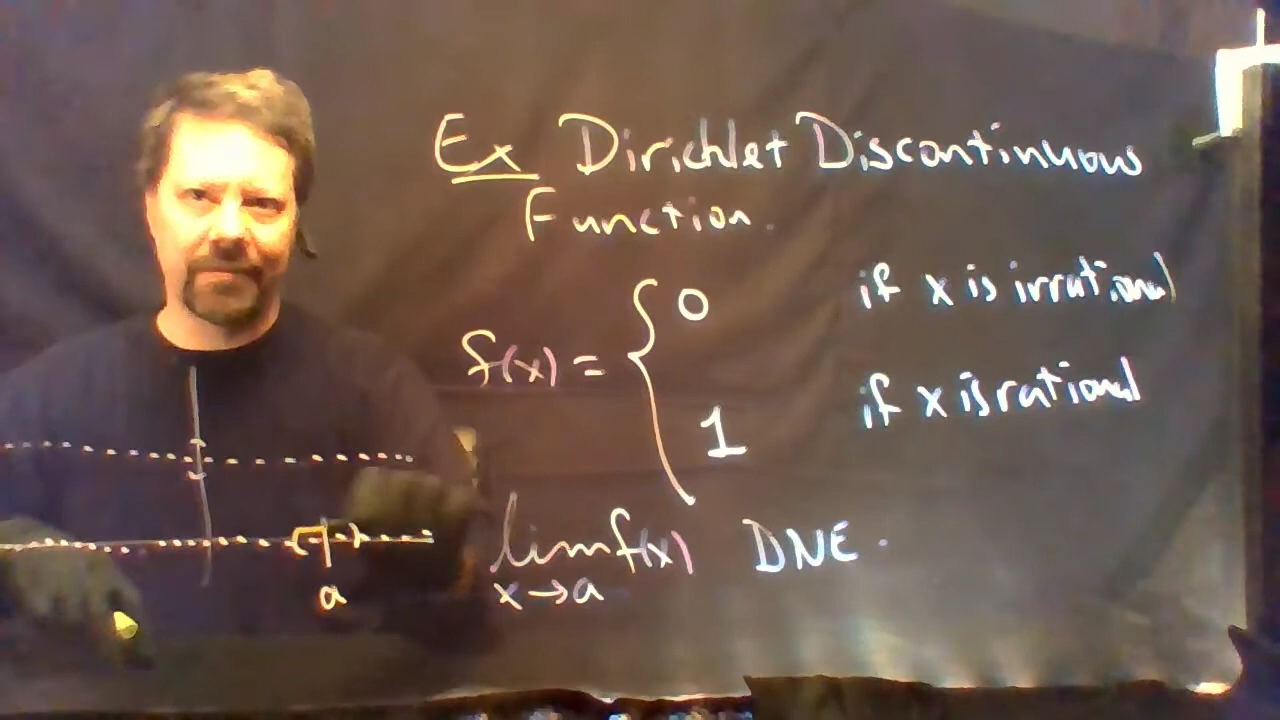 Ex Dirichlet Discontinuous
Function.
f(x) = { 0 if x is irrational
1 if x is rational
lim f(x) DNE.
x→a
a